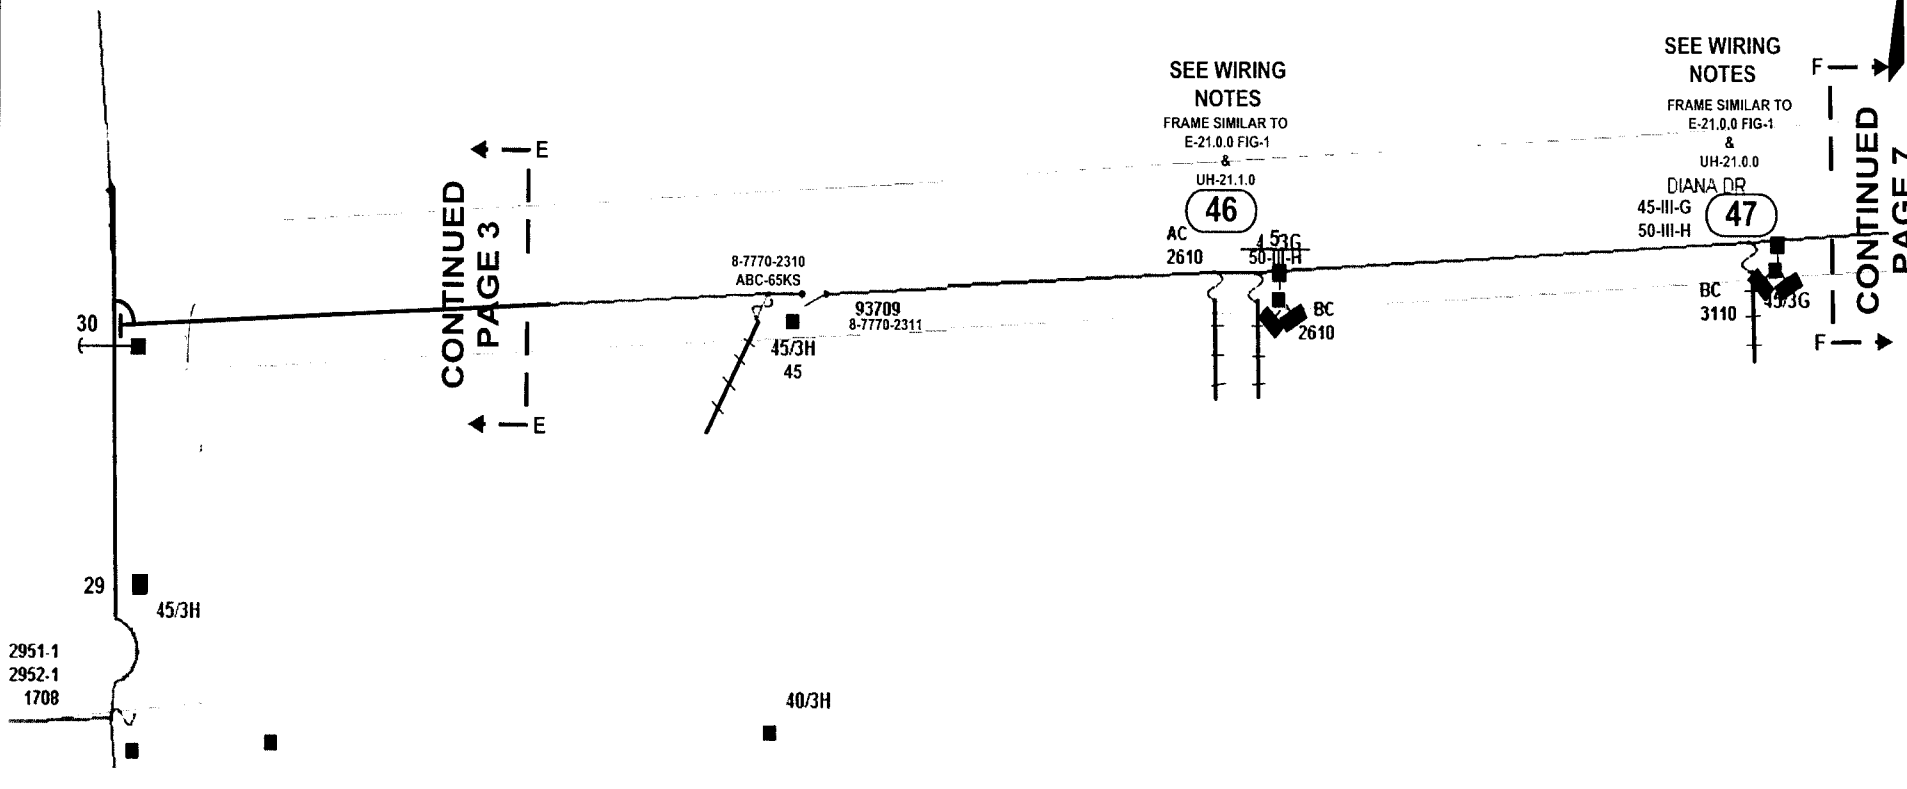 SEE WIRING
NOTES
FRAME SIMILAR TO
E-21.0.0 FIG-1
&
UH-21.1.0
46
AC
2610
50-III-H
BC
2610
SEE WIRING
NOTES
FRAME SIMILAR TO
E-21.0.0 FIG-1
&
UH-21.0.0
DIANA DR
45-III-G
50-III-H
47
BC
3110
45/3G
F
F
CONTINUED
PAGE 7
E
E
CONTINUED
PAGE 3
8-7770-2310
ABC-65KS
93709
8-7770-2311
45/3H
45
30
29
45/3H
2951-1
2952-1
1708
40/3H